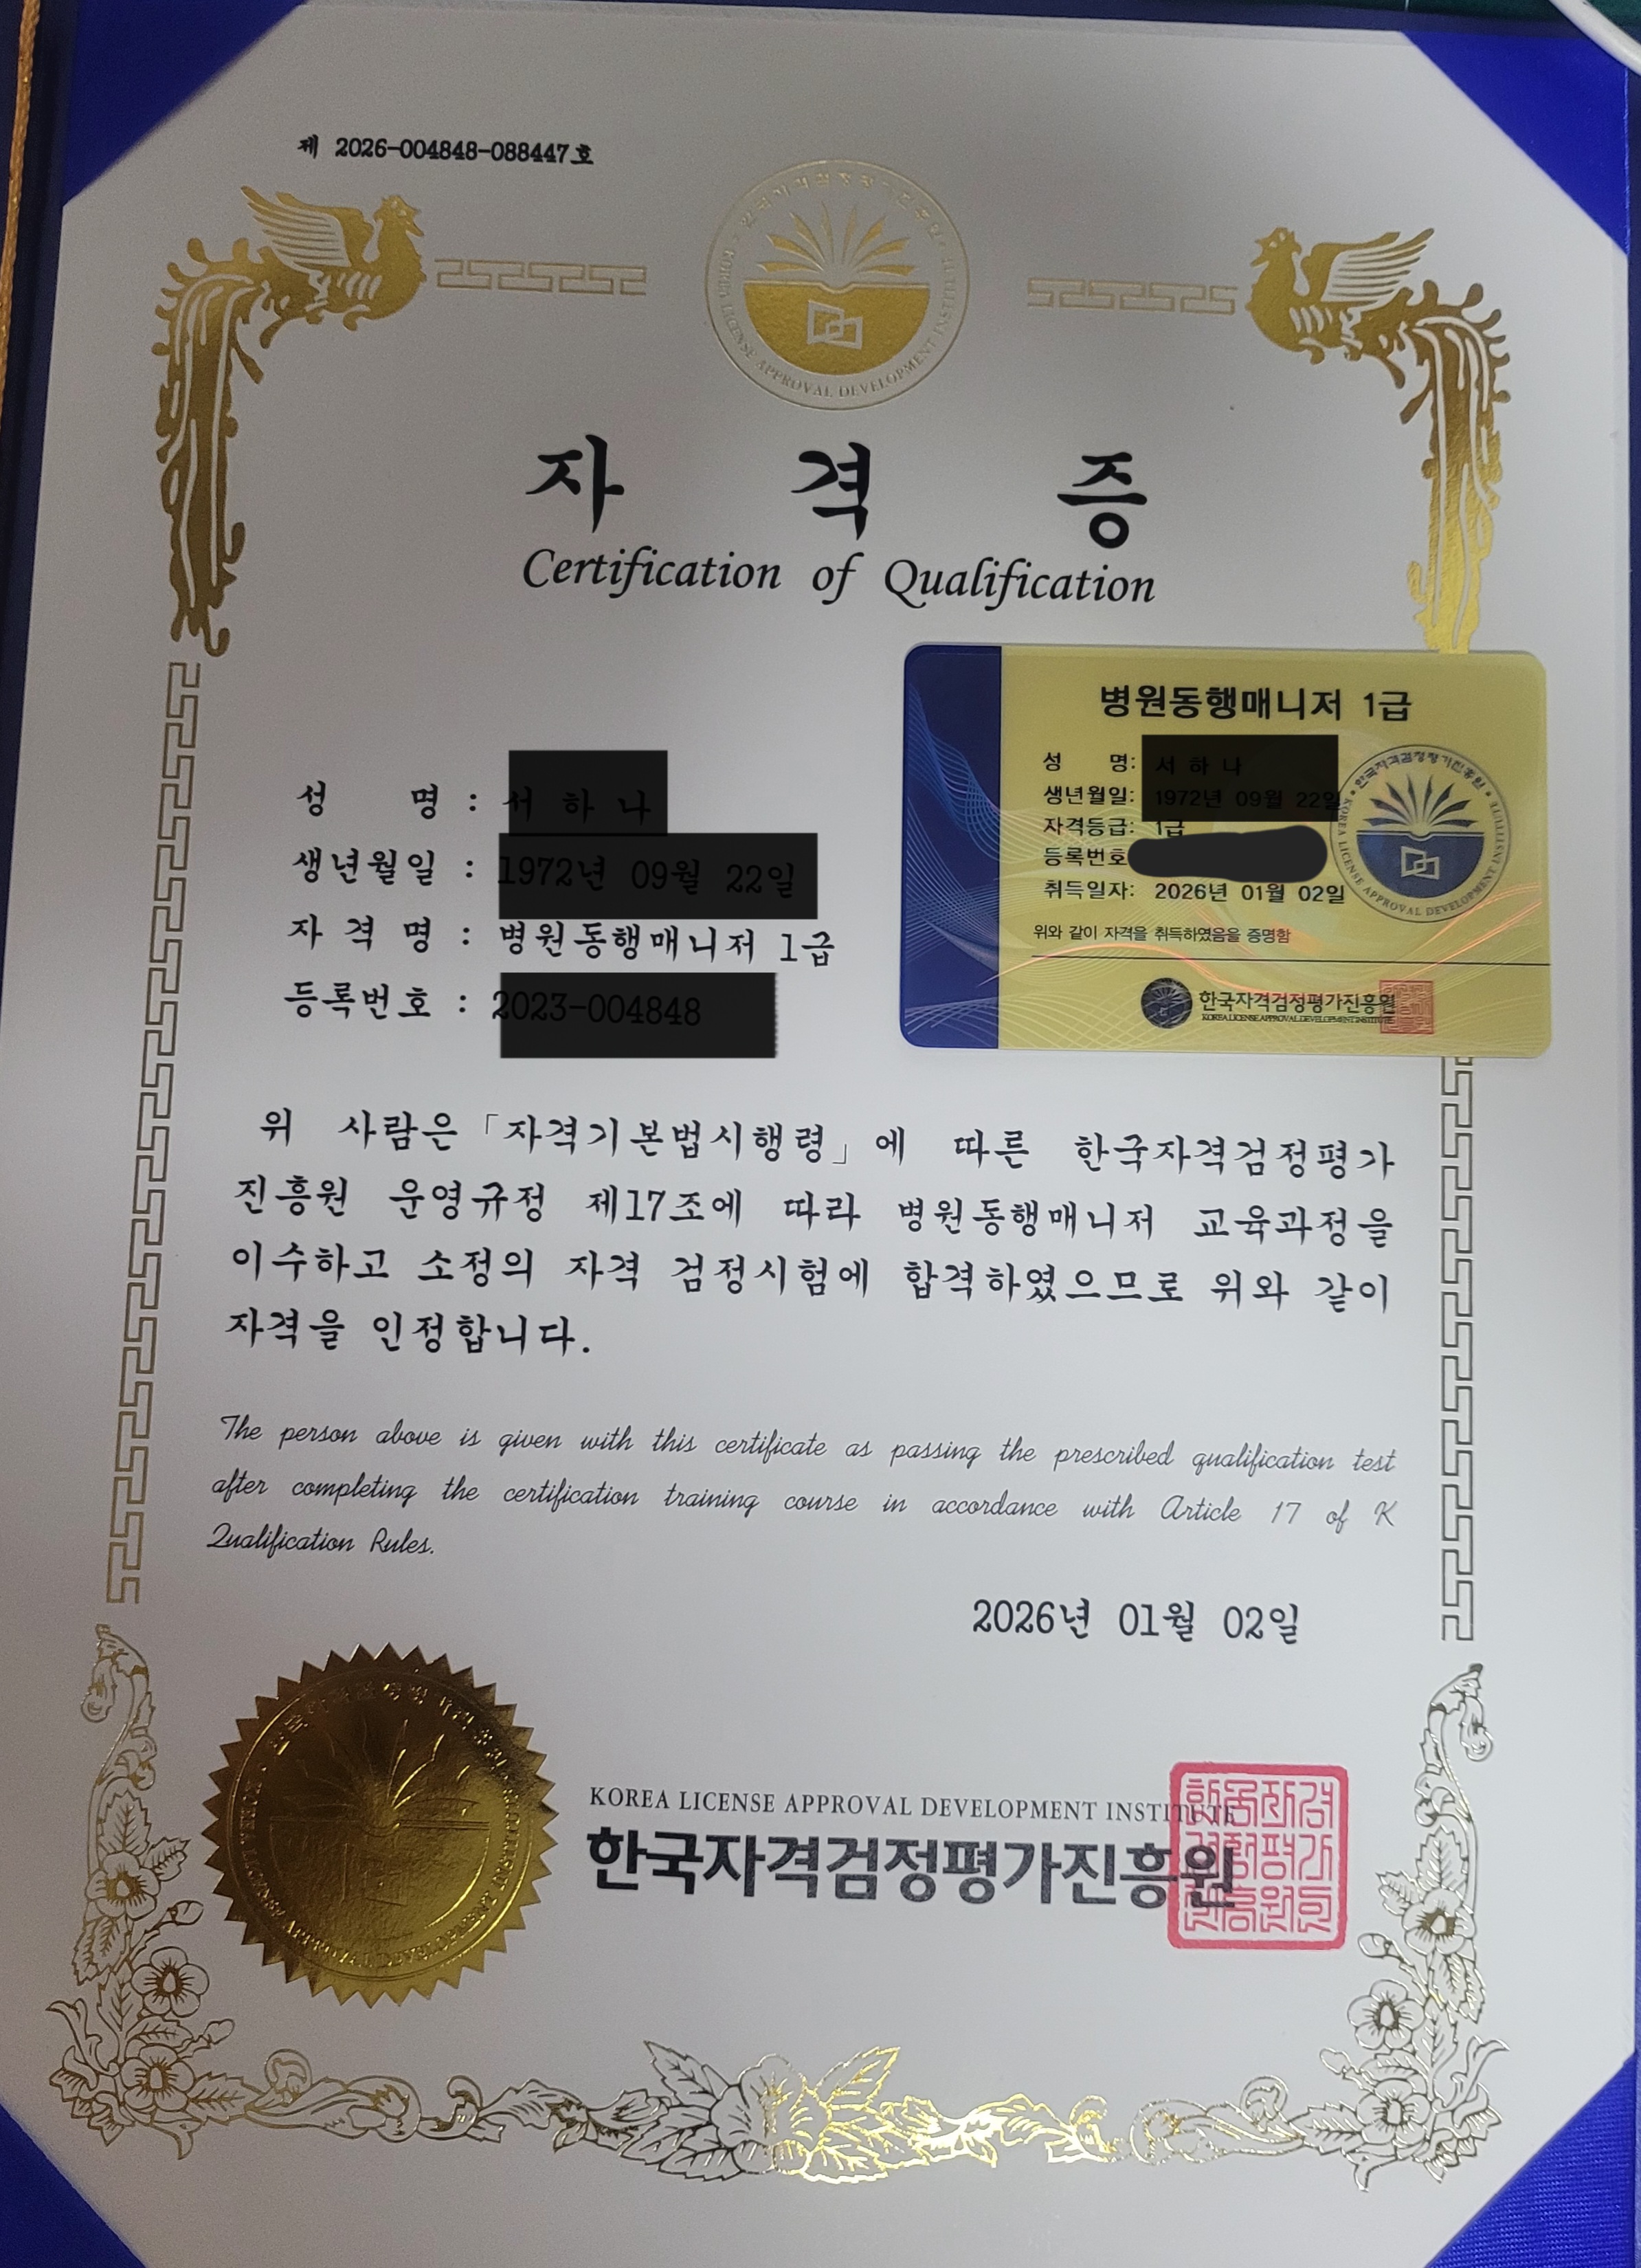 제 2026-004848-088447호
자 격 증
Certification of Qualification
병원동행매니저 1급
성 명:
생년월일:
자격등급: 1급
등록번호
취득일자: 2026년 01월 02일
위와 같이 자격을 취득하였음을 증명함
한국자격검정평가진흥원
KOREA LICENSE APPROVAL DEVELOPMENT INSTITUTE
성 명 :
생년월일 :
자 격 명 : 병원동행매니저 1급
등록번호 :
위 사람은「자격기본법시행령」에 따른 한국자격검정평가
진흥원 운영규정 제17조에 따라 병원동행매니저 교육과정을
이수하고 소정의 자격 검정시험에 합격하였으므로 위와 같이
자격을 인정합니다.
The person above is given with this certificate as passing the prescribed qualification test
after completing the certification training course in accordance with Article 17 of K
Qualification Rules.
2026년 01월 02일
KOREA LICENSE APPROVAL DEVELOPMENT INSTITUTE
한국자격검정평가진흥원